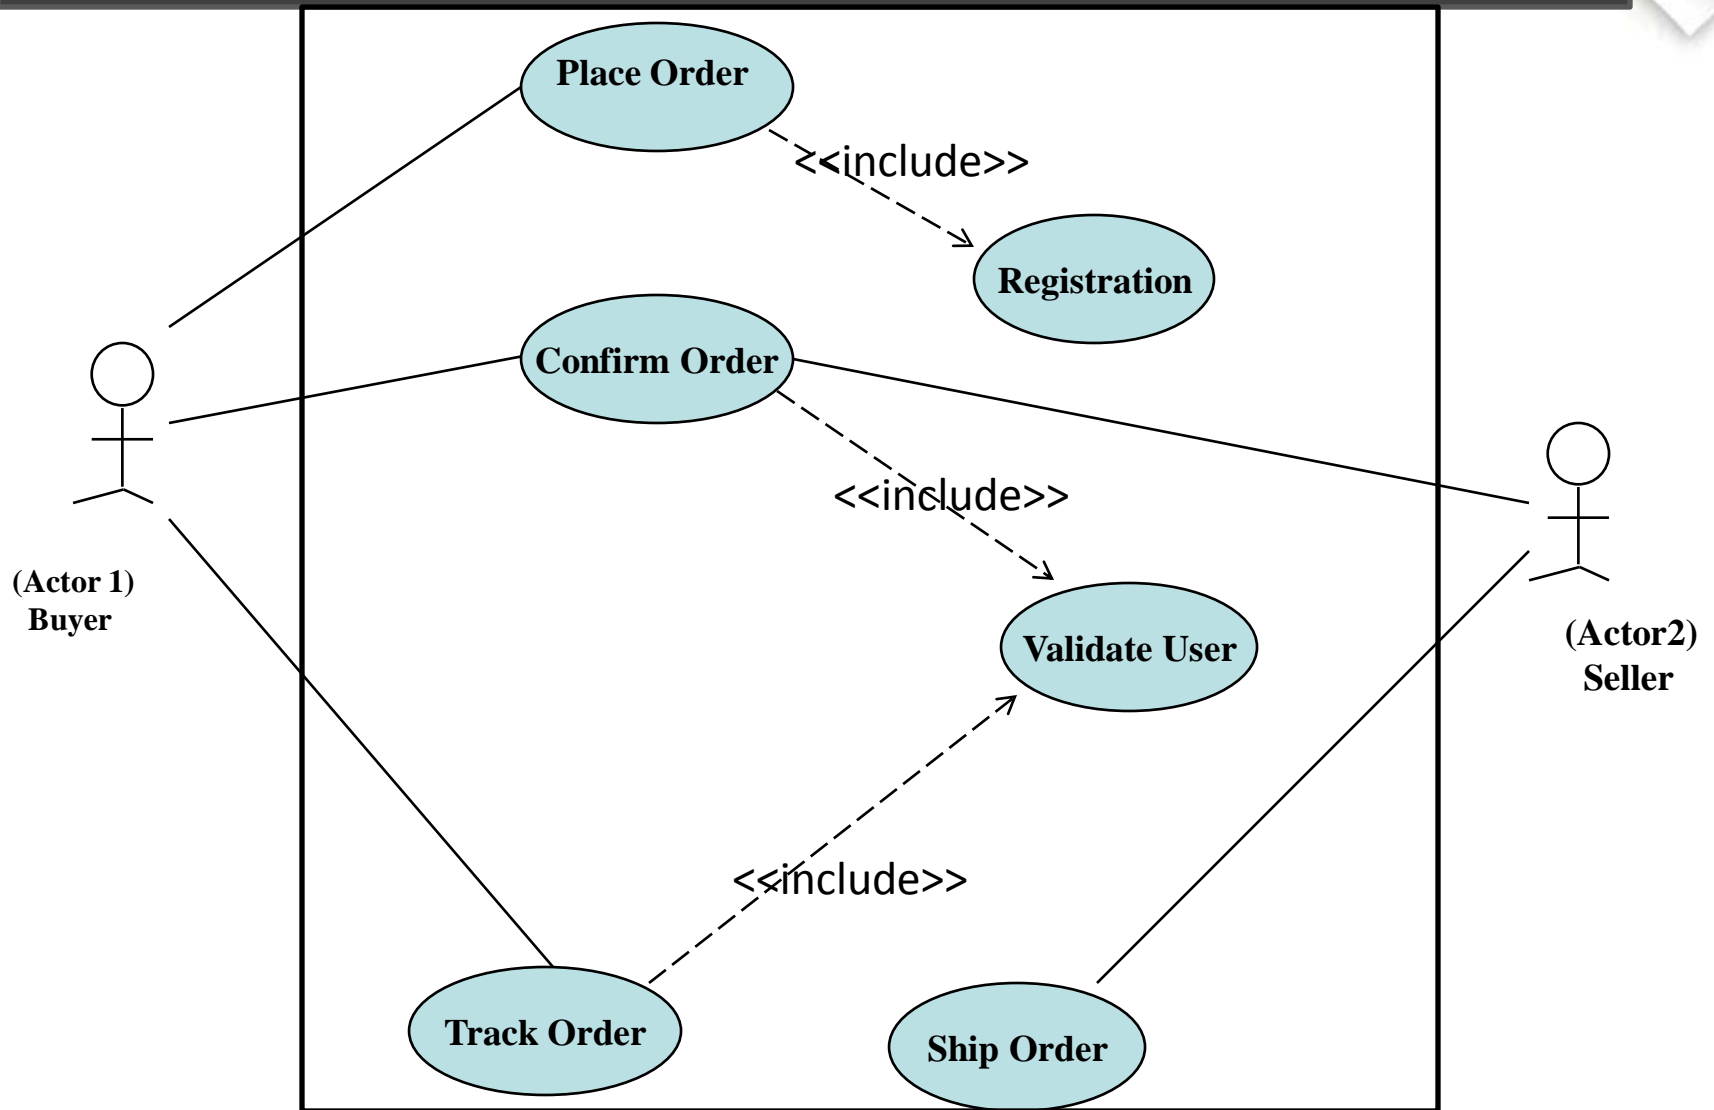 Place Order
<<include>>
Registration
Confirm Order
<<include>>
(Actor 1)
Buyer
Validate User
(Actor2)
Seller
<<include>>
Track Order
Ship Order